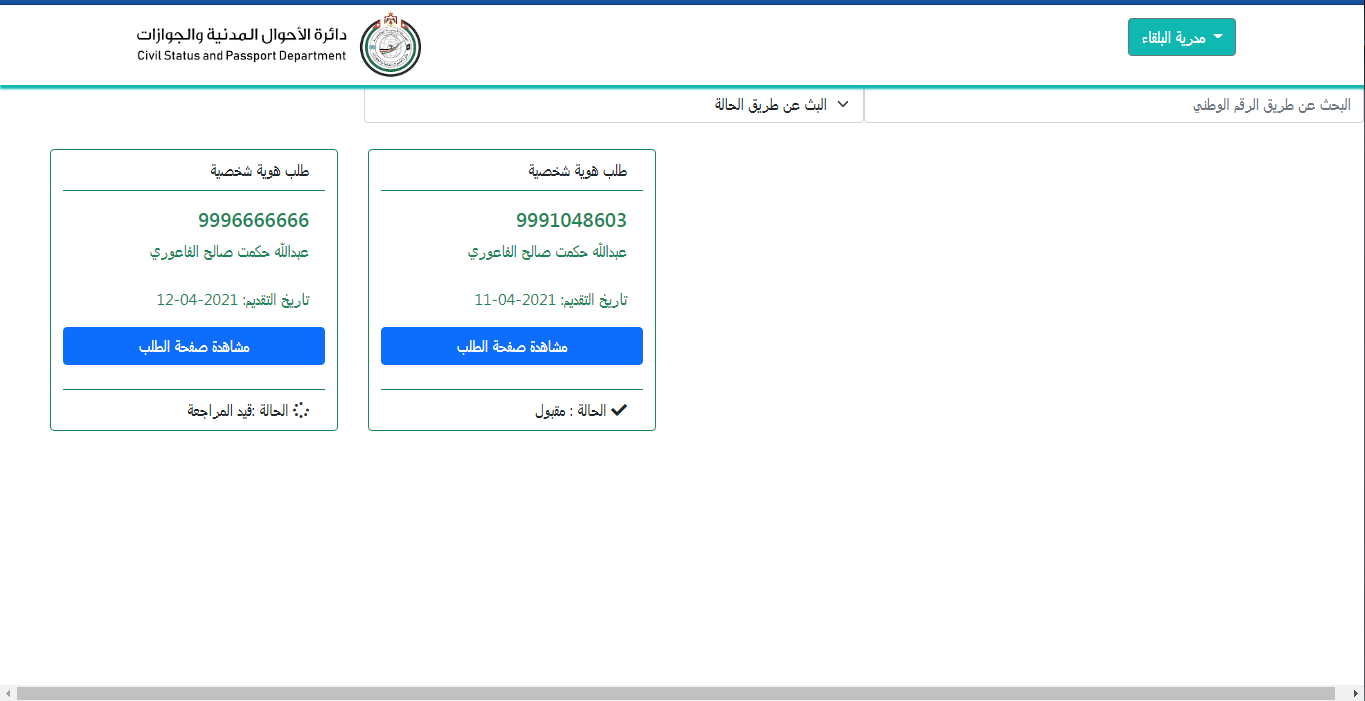 مديرية البلقاء
دائرة الأحوال المدنية والجوازات
Civil Status and Passport Department
البحث عن طريق الرقم الوطني
البث عن طريق الحالة
طلب هوية شخصية
9991048603
عبدالله حكمت صالح الفاعوري
تاريخ التقديم: 2021-04-11
مشاهدة صفحة الطلب
الحالة : مقبول
طلب هوية شخصية
9996666666
عبدالله حكمت صالح الفاعوري
تاريخ التقديم: 2021-04-12
مشاهدة صفحة الطلب
الحالة :قيد المراجعة